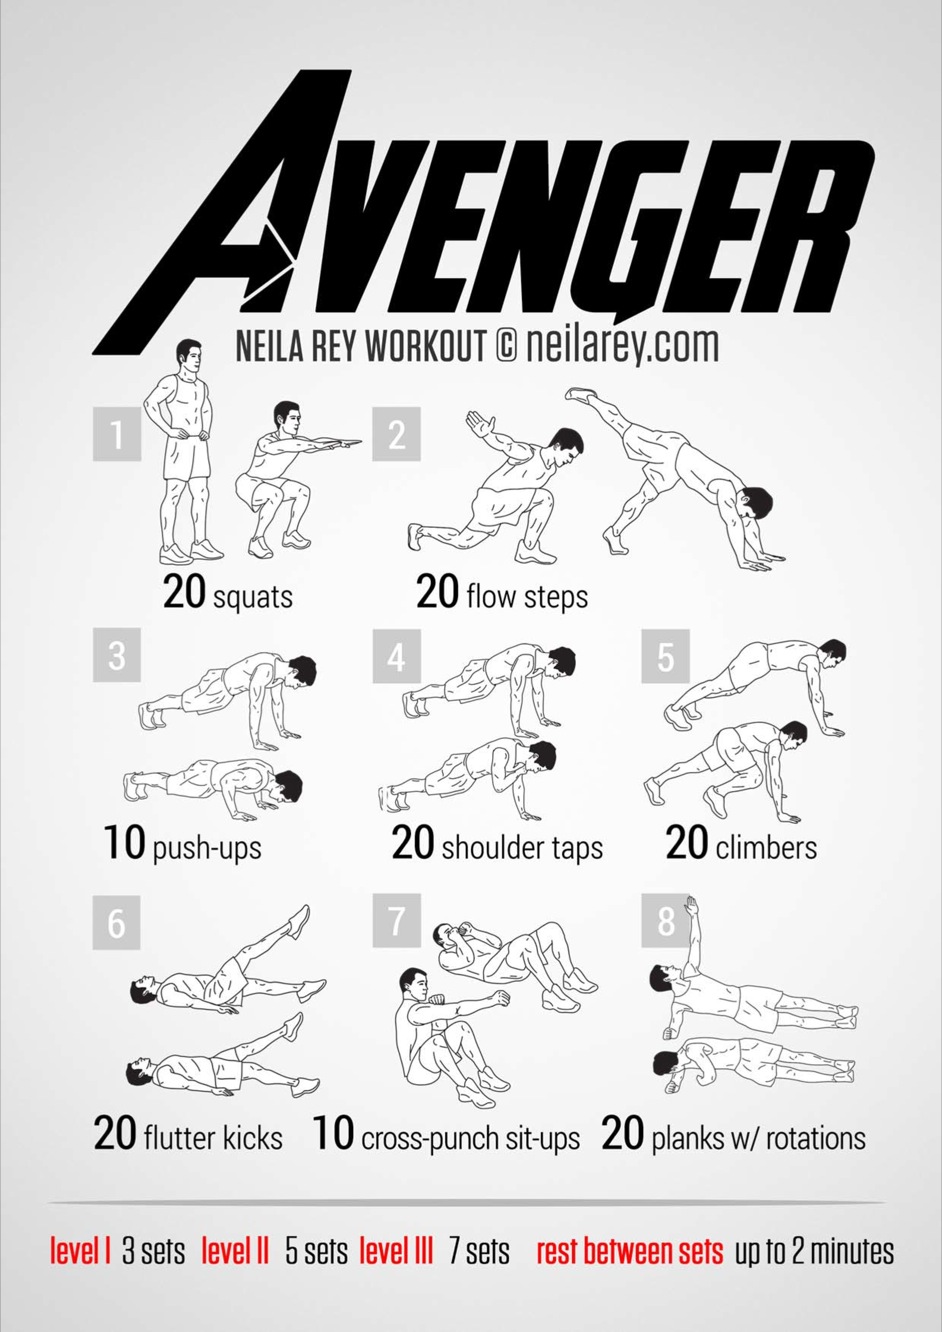 AVENGER
NEILA REY WORKOUT © neilarey.com
1
2
20 squats
20 flow steps
3
4
5
10 push-ups
20 shoulder taps
20 climbers
6
7
8
20 flutter kicks
10 cross-punch sit-ups
20 planks w/ rotations
level I 3 sets level II 5 sets level III 7 sets rest between sets up to 2 minutes